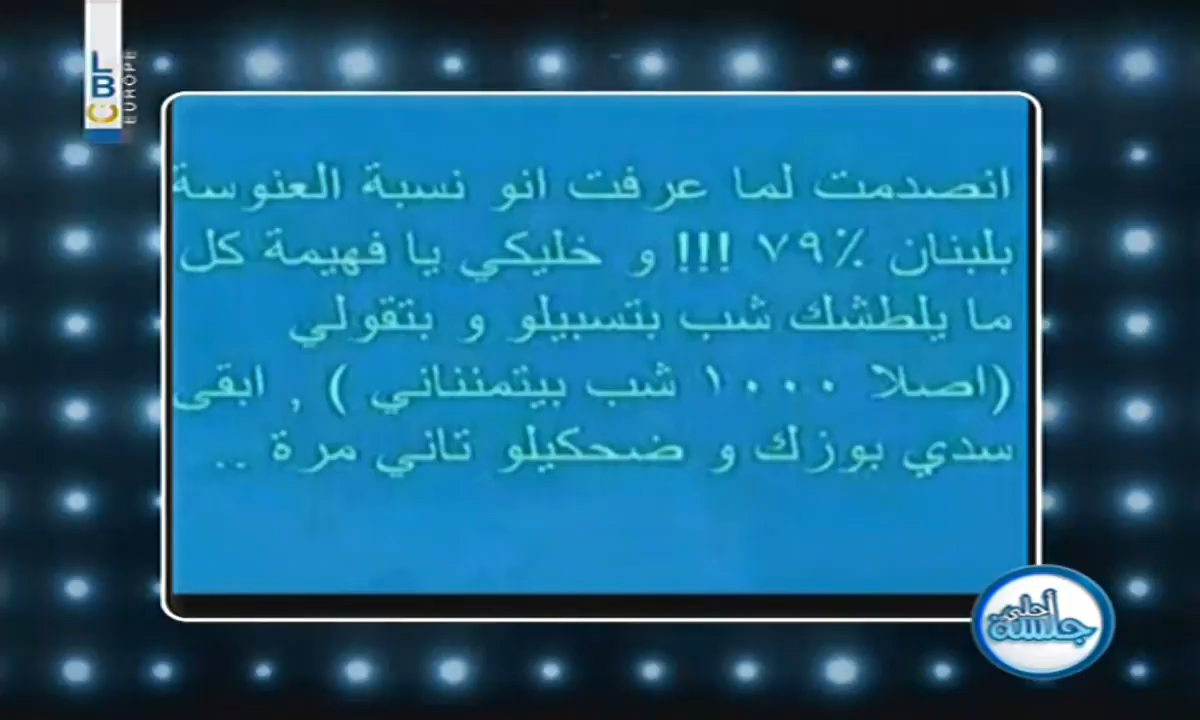 LBC
EUROPE
انصدمت لما عرفت انو نسبة العنوسة
بلبنان ٧٩٪ !!! و خليكي يا فهيمة كل
ما يلطشك شب بتسبيلو و بتقولي
(اصلا ١٠٠٠ شب بيتمنناني ) , ابقى
سدي بوزك و ضحكيلو تاني مرة ..
أحلى
جلسة